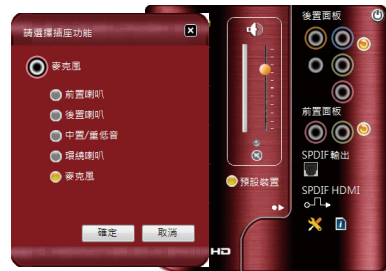 請選擇插座功能
麥克風
前置喇叭
後置喇叭
中置/重低音
環繞喇叭
麥克風
確定
取消
預設裝置
HD
後置面板
前置面板
SPDIF 輸出
SPDIF HDMI